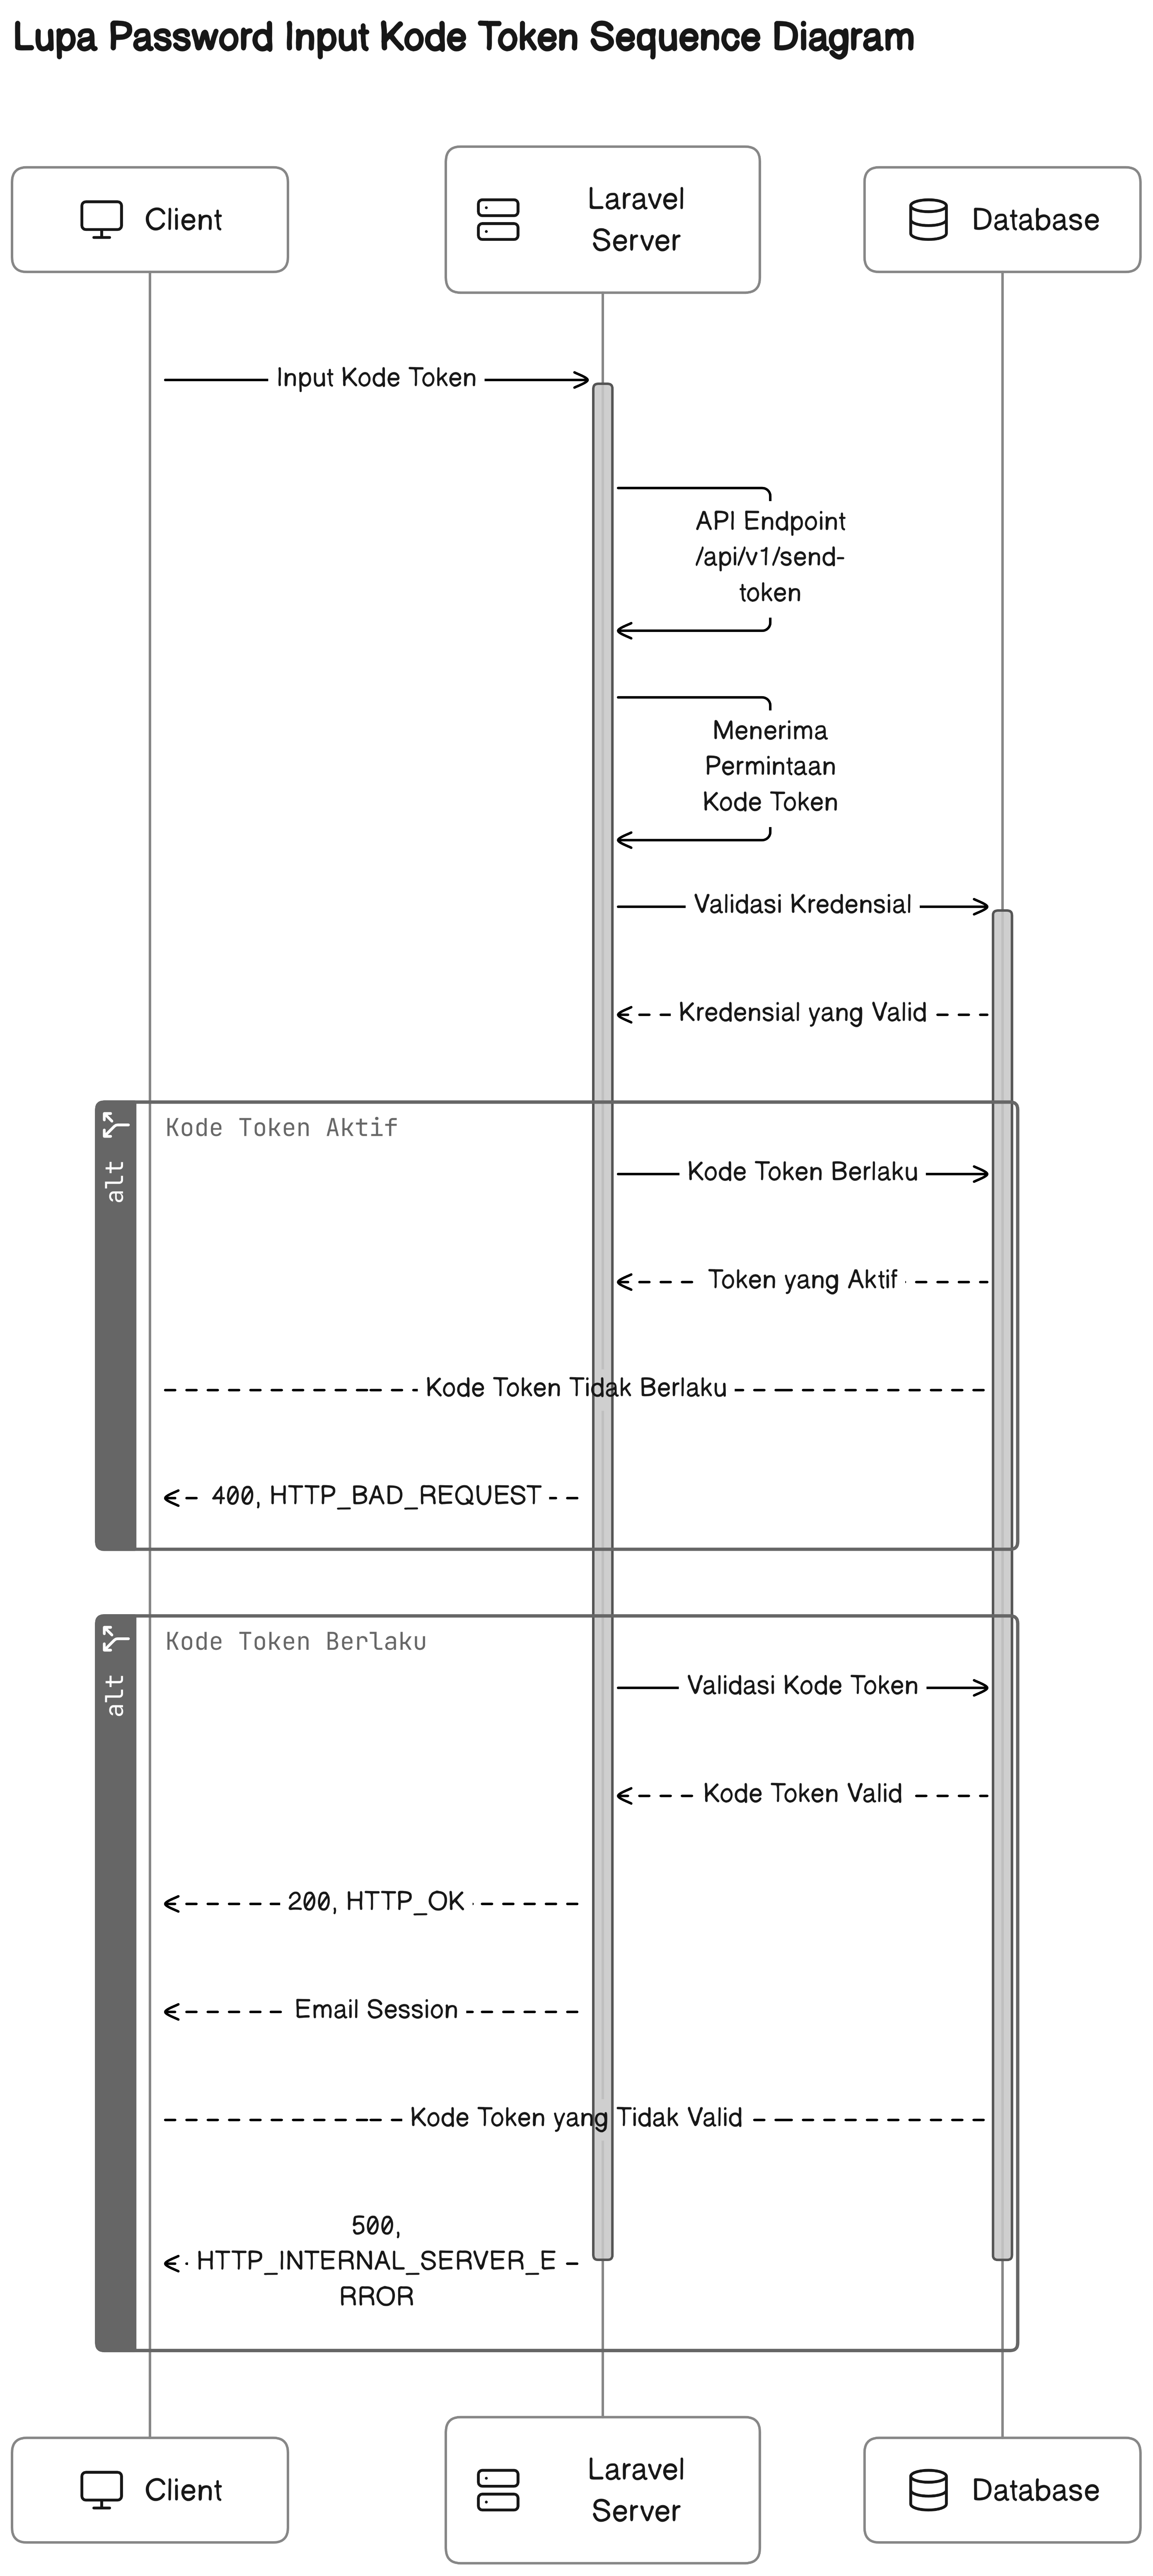 Lupa Password Input Kode Token Sequence Diagram
Client
Laravel
Server
Database
Input Kode Token
API Endpoint
/api/v1/send-
token
Menerima
Permintaan
Kode Token
Validasi Kredensial
Kredensial yang Valid
alt
Kode Token Aktif
Kode Token Berlaku
Token yang Aktif
Kode Token Tidak Berlaku
400, HTTP_BAD_REQUEST
alt
Kode Token Berlaku
Validasi Kode Token
Kode Token Valid
200, HTTP_OK
Email Session
Kode Token yang Tidak Valid
500,
HTTP_INTERNAL_SERVER_E
RROR
Client
Laravel
Server
Database